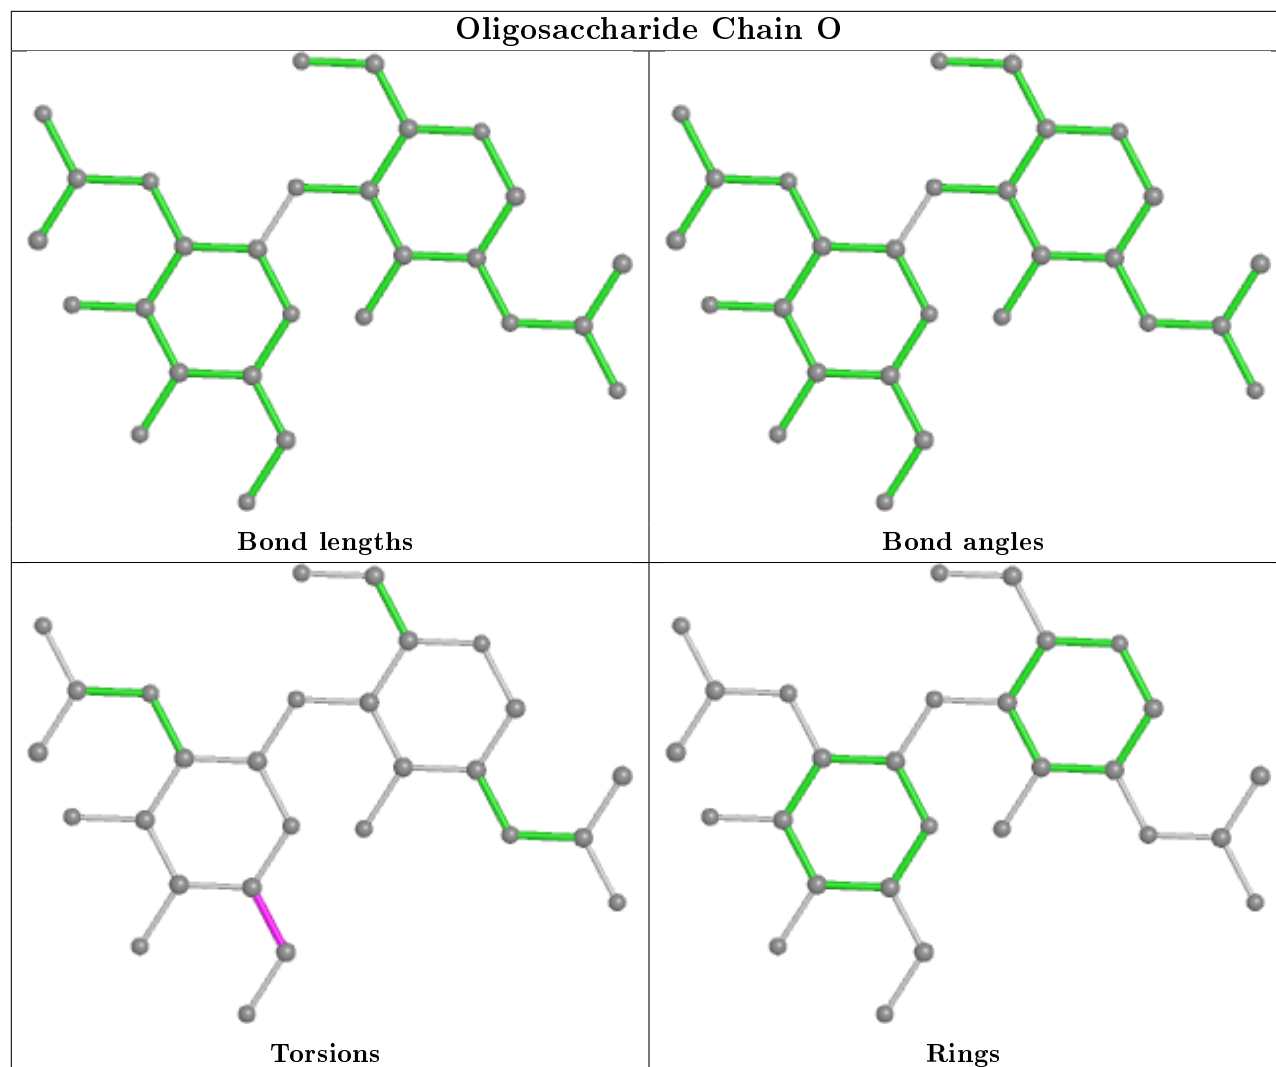 Oligosaccharide Chain O
Bond lengths
Bond angles
Torsions
Rings